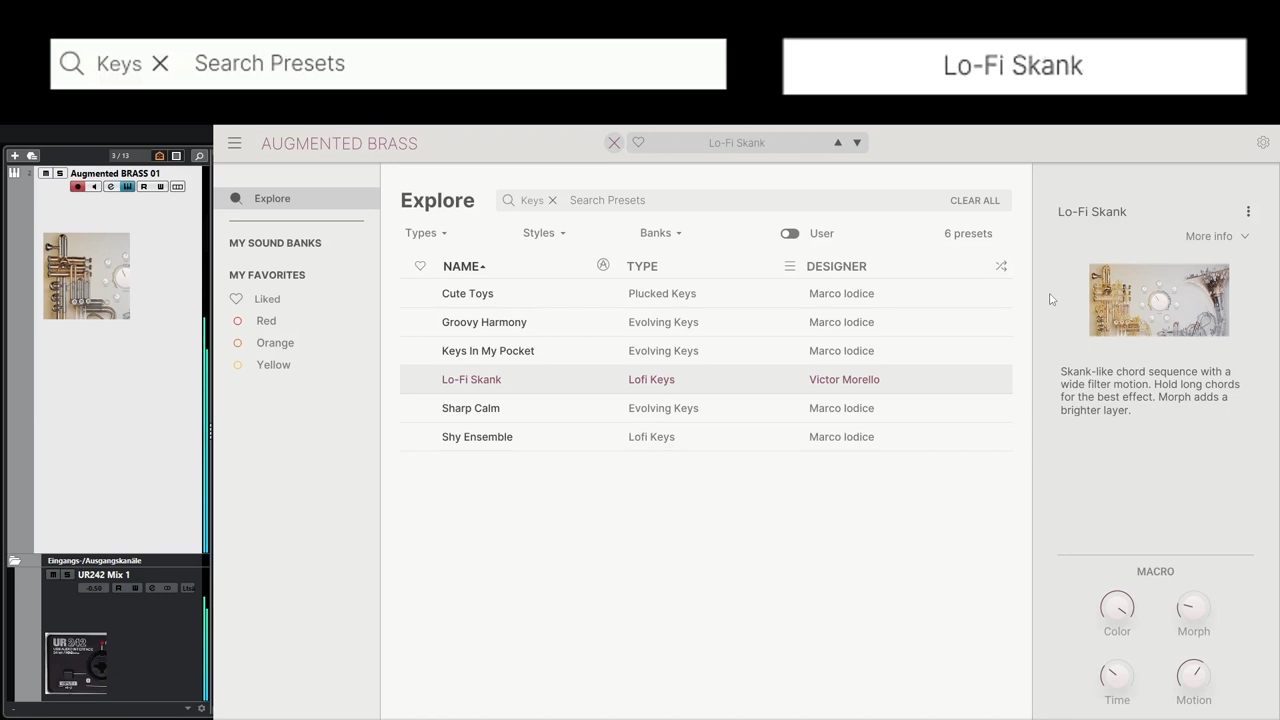 Keys Search Presets
Lo-Fi Skank
3 / 13
AUGMENTED BRASS
Lo-Fi Skank
2
M S Augmented BRASS 01
R W
Explore
Explore
Keys Search Presets
CLEAR ALL
Lo-Fi Skank
Types
Styles
Banks
User
6 presets
More info
MY SOUND BANKS
NAME
TYPE
DESIGNER
MY FAVORITES
Liked
Red
Orange
Yellow
Cute Toys Plucked Keys Marco Iodice
Groovy Harmony Evolving Keys Marco Iodice
Keys In My Pocket Evolving Keys Marco Iodice
Lo-Fi Skank Lofi Keys Victor Morello
Sharp Calm Evolving Keys Marco Iodice
Shy Ensemble Lofi Keys Marco Iodice
Skank-like chord sequence with a
wide filter motion. Hold long chords
for the best effect. Morph adds a
brighter layer.
Eingangs-/Ausgangskanäle
M S UR242 Mix 1
R W
UR242
MACRO
Color
Morph
Time
Motion